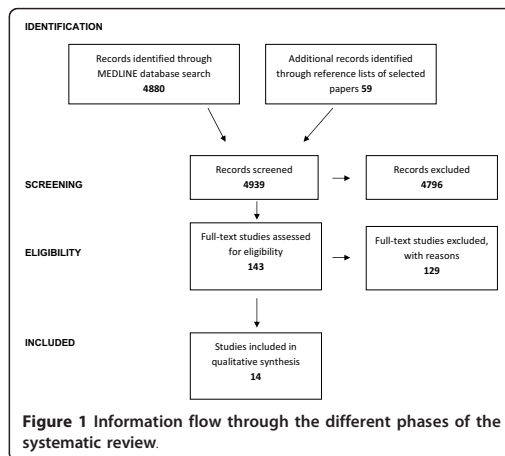 IDENTIFICATION
Records identified through
MEDLINE database search
4880
Additional records identified
through reference lists of selected
papers 59
SCREENING
Records screened
4939
Records excluded
4796
ELIGIBILITY
Full-text studies assessed
for eligibility
143
Full-text studies excluded,
with reasons
129
INCLUDED
Studies included in
qualitative synthesis
14
Figure 1 Information flow through the different phases of the
systematic review.